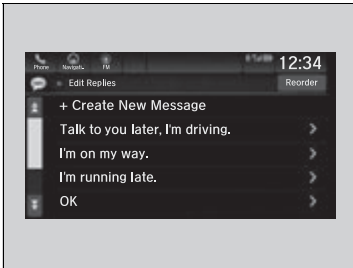 Phone Navigati.. FM 12:34
Edit Replies Reorder
+ Create New Message
Talk to you later, I'm driving.
I'm on my way.
I'm running late.
OK